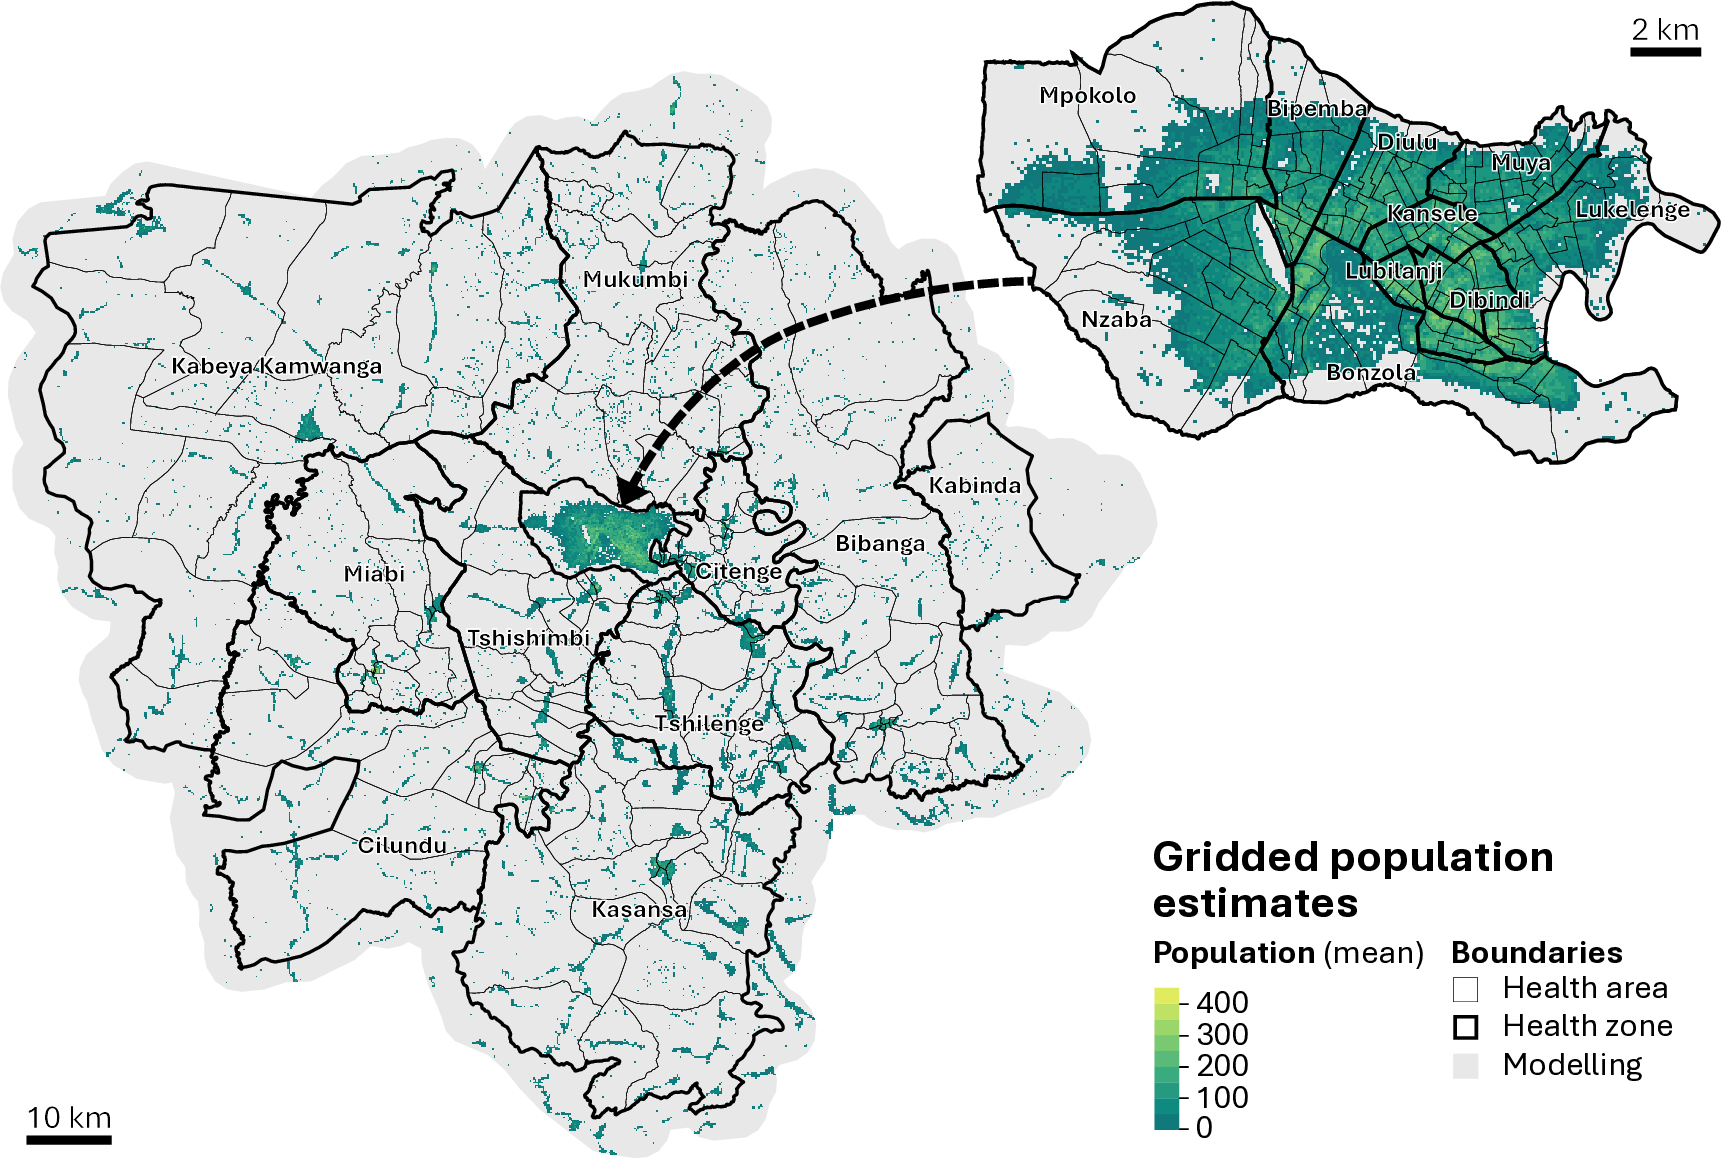 2 km
Mpokolo
Bipemba
Diulu
Muya
Kansele
Lukelenge
Lubilanji
Dibindi
Nzaba
Bonzola
Mukumbi
Kabeya Kamwanga
Kabinda
Bibanga
Miabi
Citenge
Tshishimbi
Tshilenge
Cilundu
Kasansa
10 km
Gridded population
estimates
Population (mean)
400
300
200
100
0
Boundaries
Health area
Health zone
Modelling